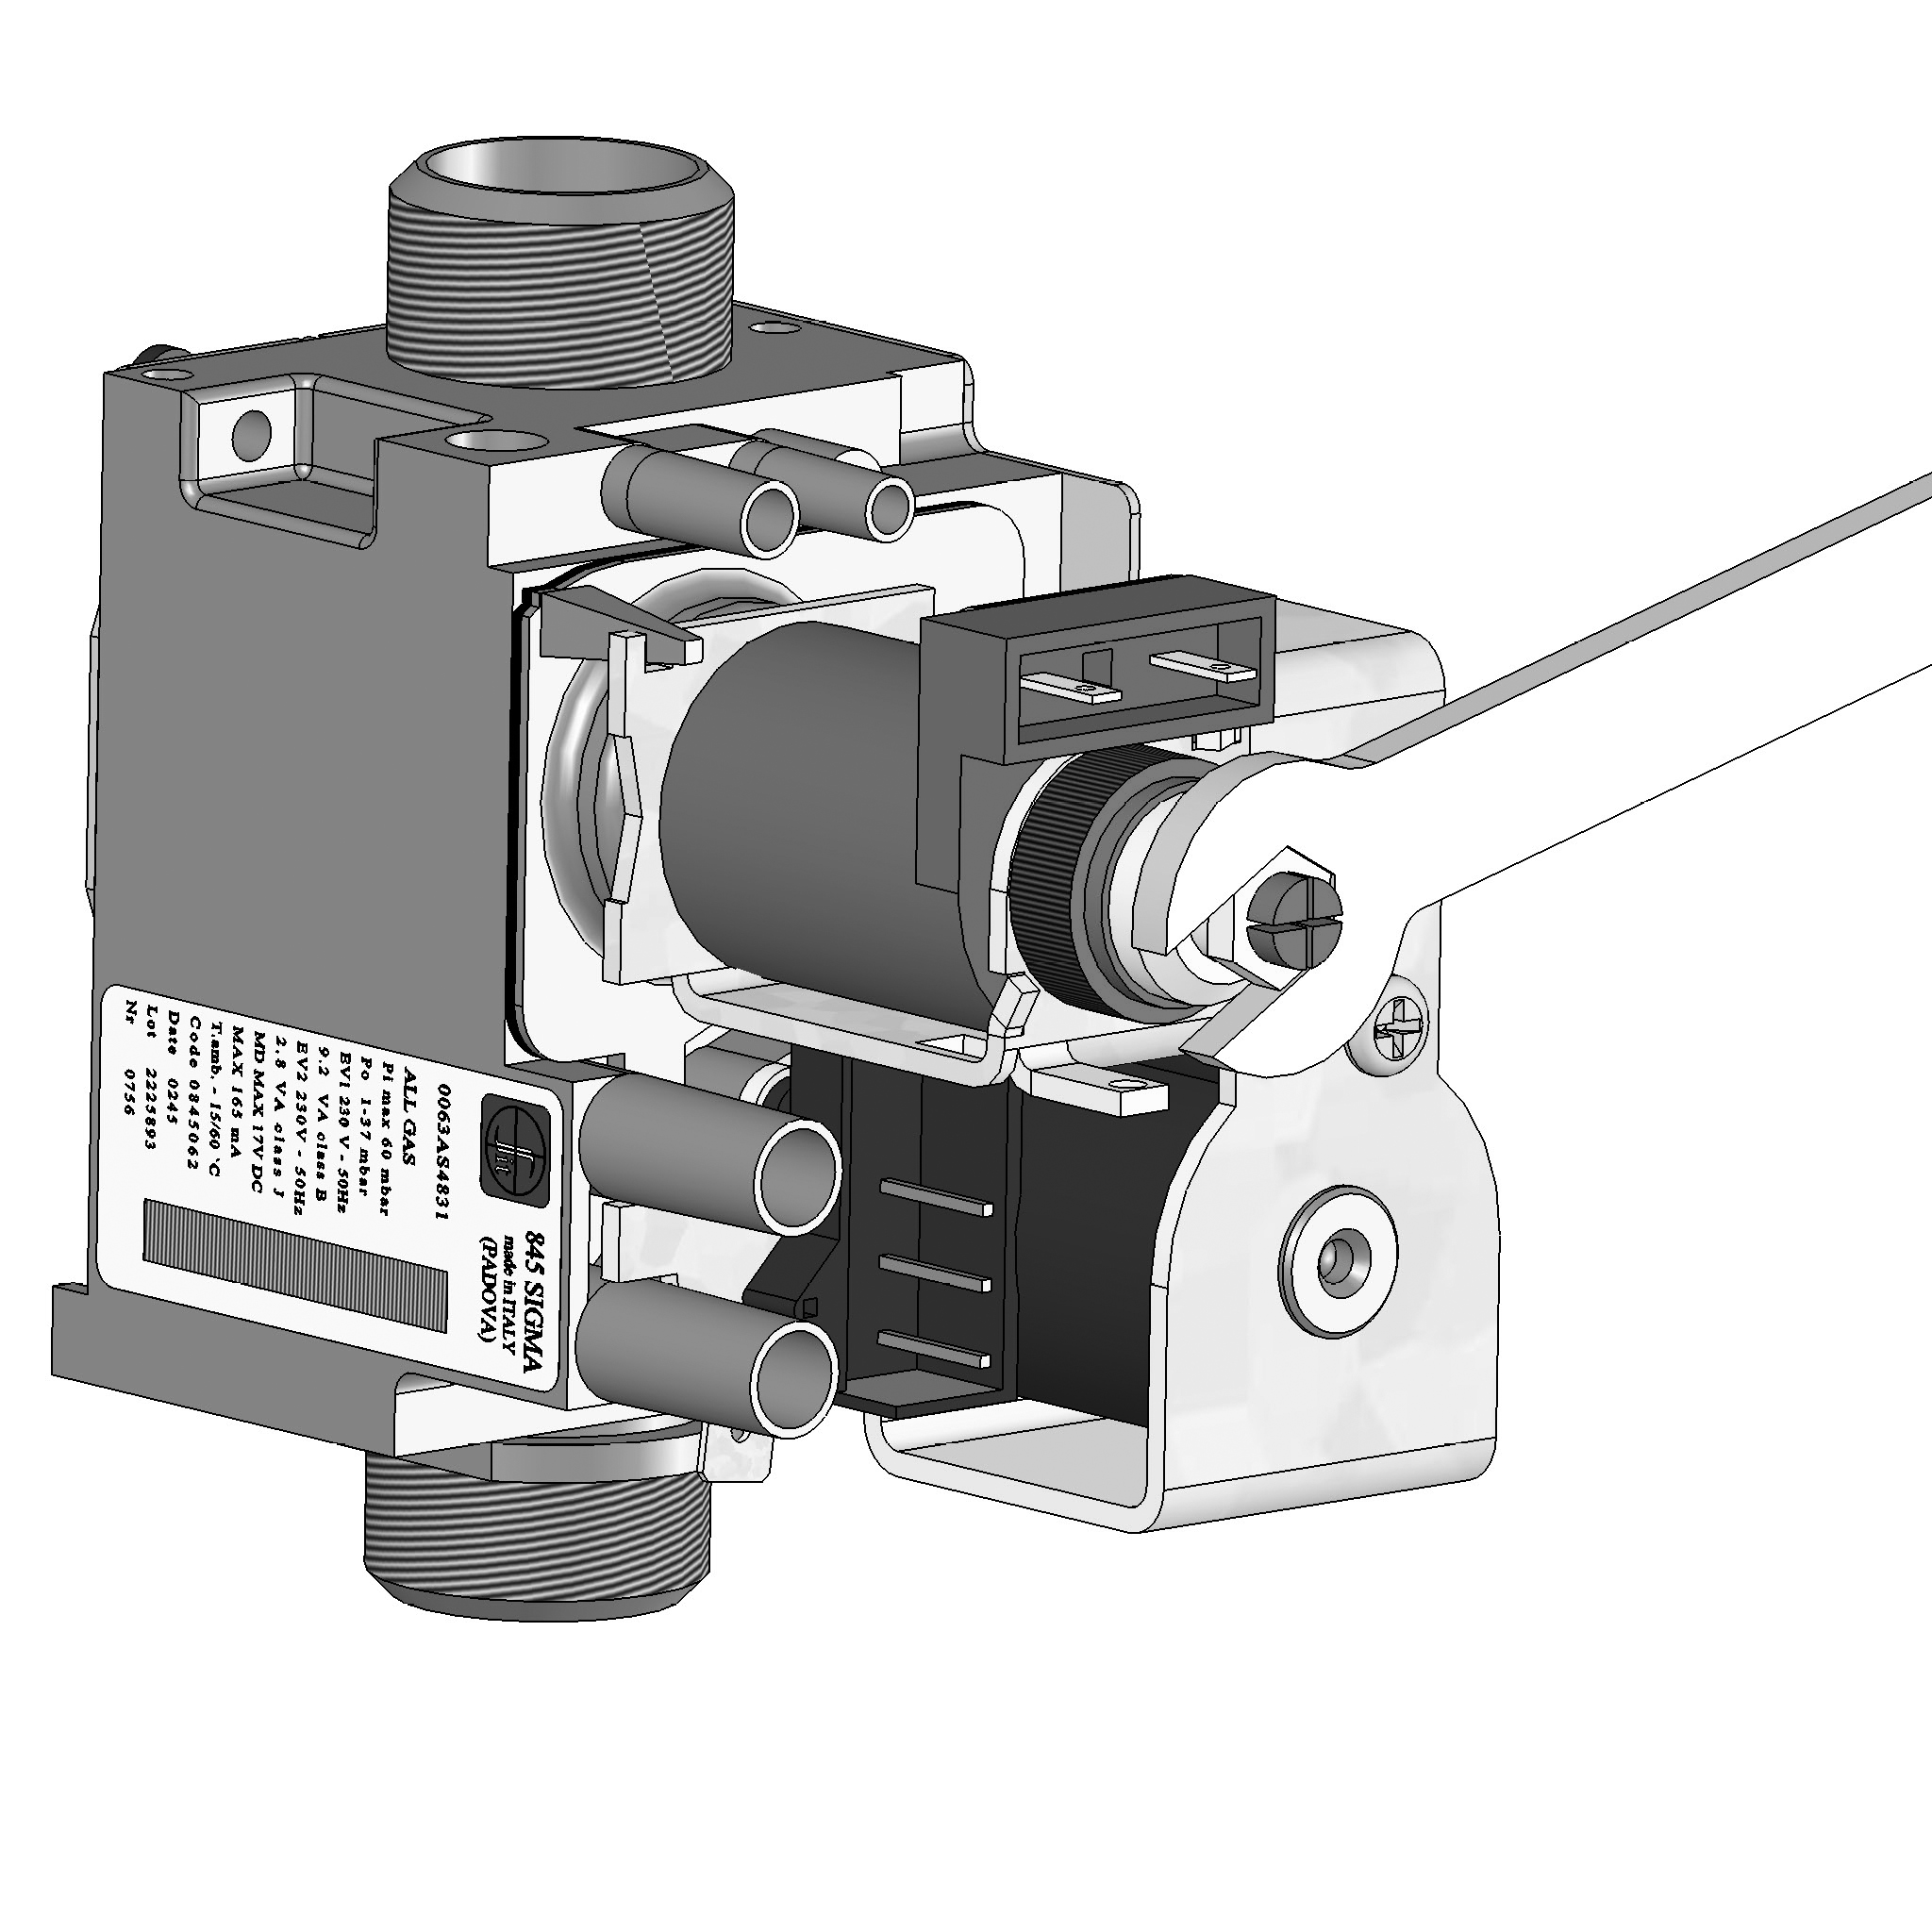 845 SIGMA
made in ITALY
(PADOVA)
sit
0063AS4831
ALL GAS
Pi max 60 mbar
Po 1-37 mbar
EV1 230 V - 50Hz
9.2 VA class B
EV2 230V - 50Hz
2.8 VA class J
MD MAX 17V DC
MAX 165 mA
T.amb. - 15/60 °C
Code 0845062
Date 0245
Lot 2225893
Nr 0756